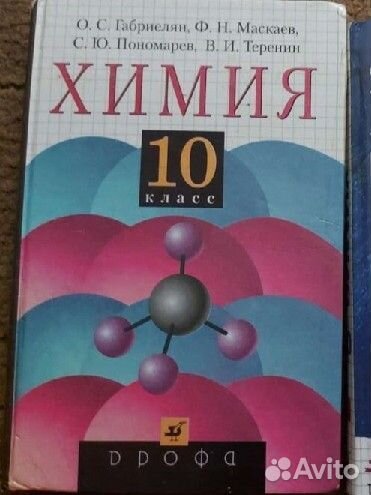 О. С. Габриелян, Ф. Н. Маскаев,
С. Ю. Пономарев, В. И. Теренин
ХИМИЯ
10
класс
ДРОФА
Avito